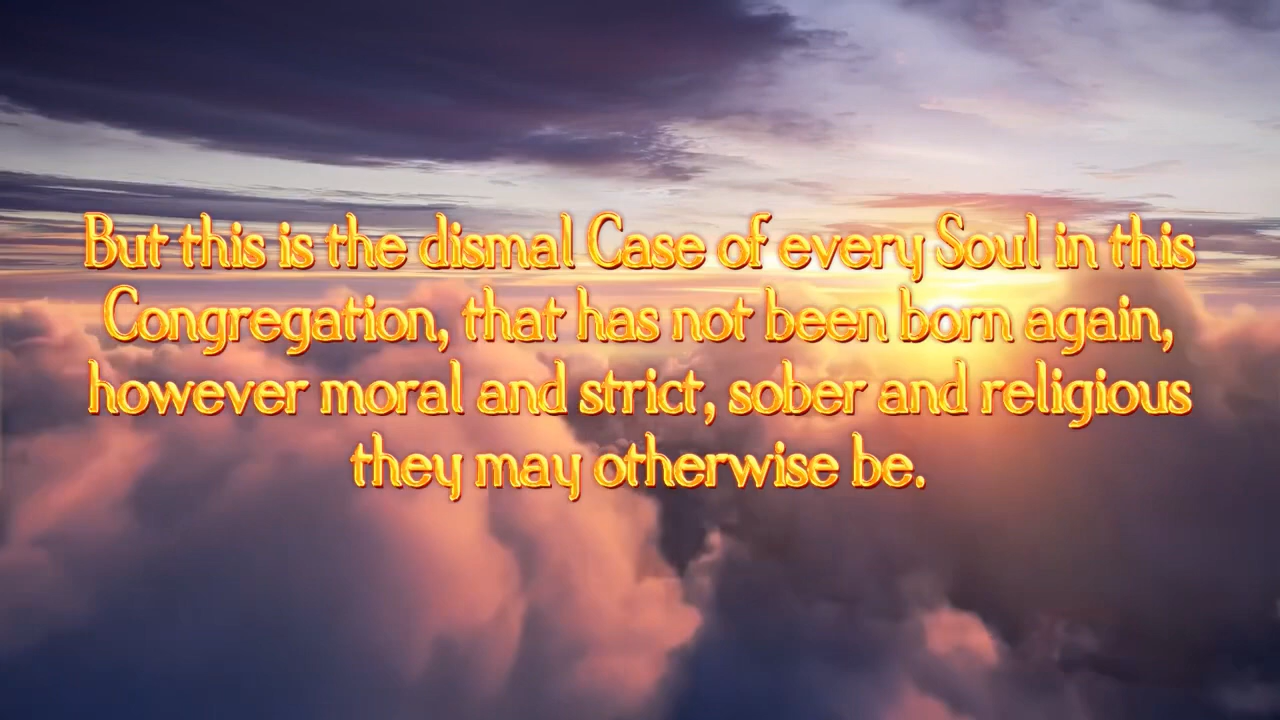 But this is the dismal Case of every Soul in this
Congregation, that has not been born again,
however moral and strict, sober and religious
they may otherwise be.